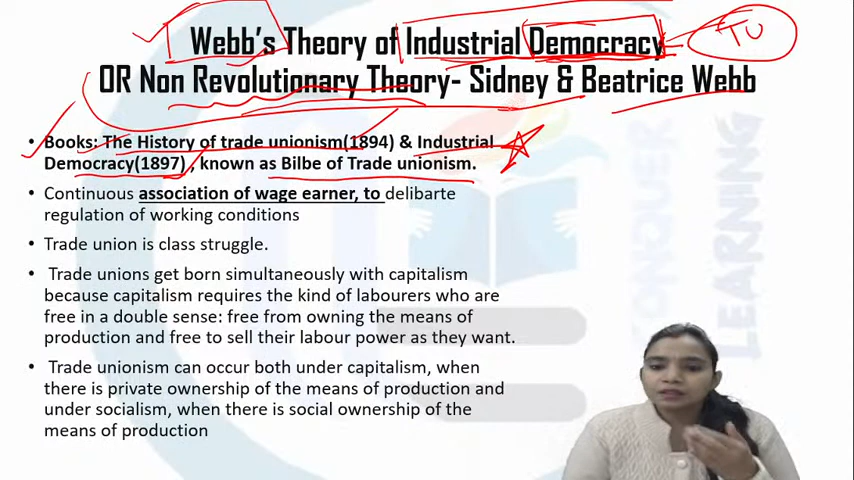 Webb's Theory of Industrial Democracy
TU
OR Non Revolutionary Theory- Sidney & Beatrice Webb
• Books: The History of trade unionism(1894) & Industrial
Democracy(1897) , known as Bilbe of Trade unionism.
• Continuous association of wage earner, to delibarte
regulation of working conditions
• Trade union is class struggle.
• Trade unions get born simultaneously with capitalism
because capitalism requires the kind of labourers who are
free in a double sense: free from owning the means of
production and free to sell their labour power as they want.
• Trade unionism can occur both under capitalism, when
there is private ownership of the means of production and
under socialism, when there is social ownership of the
means of production
CONQUER
LEARNING